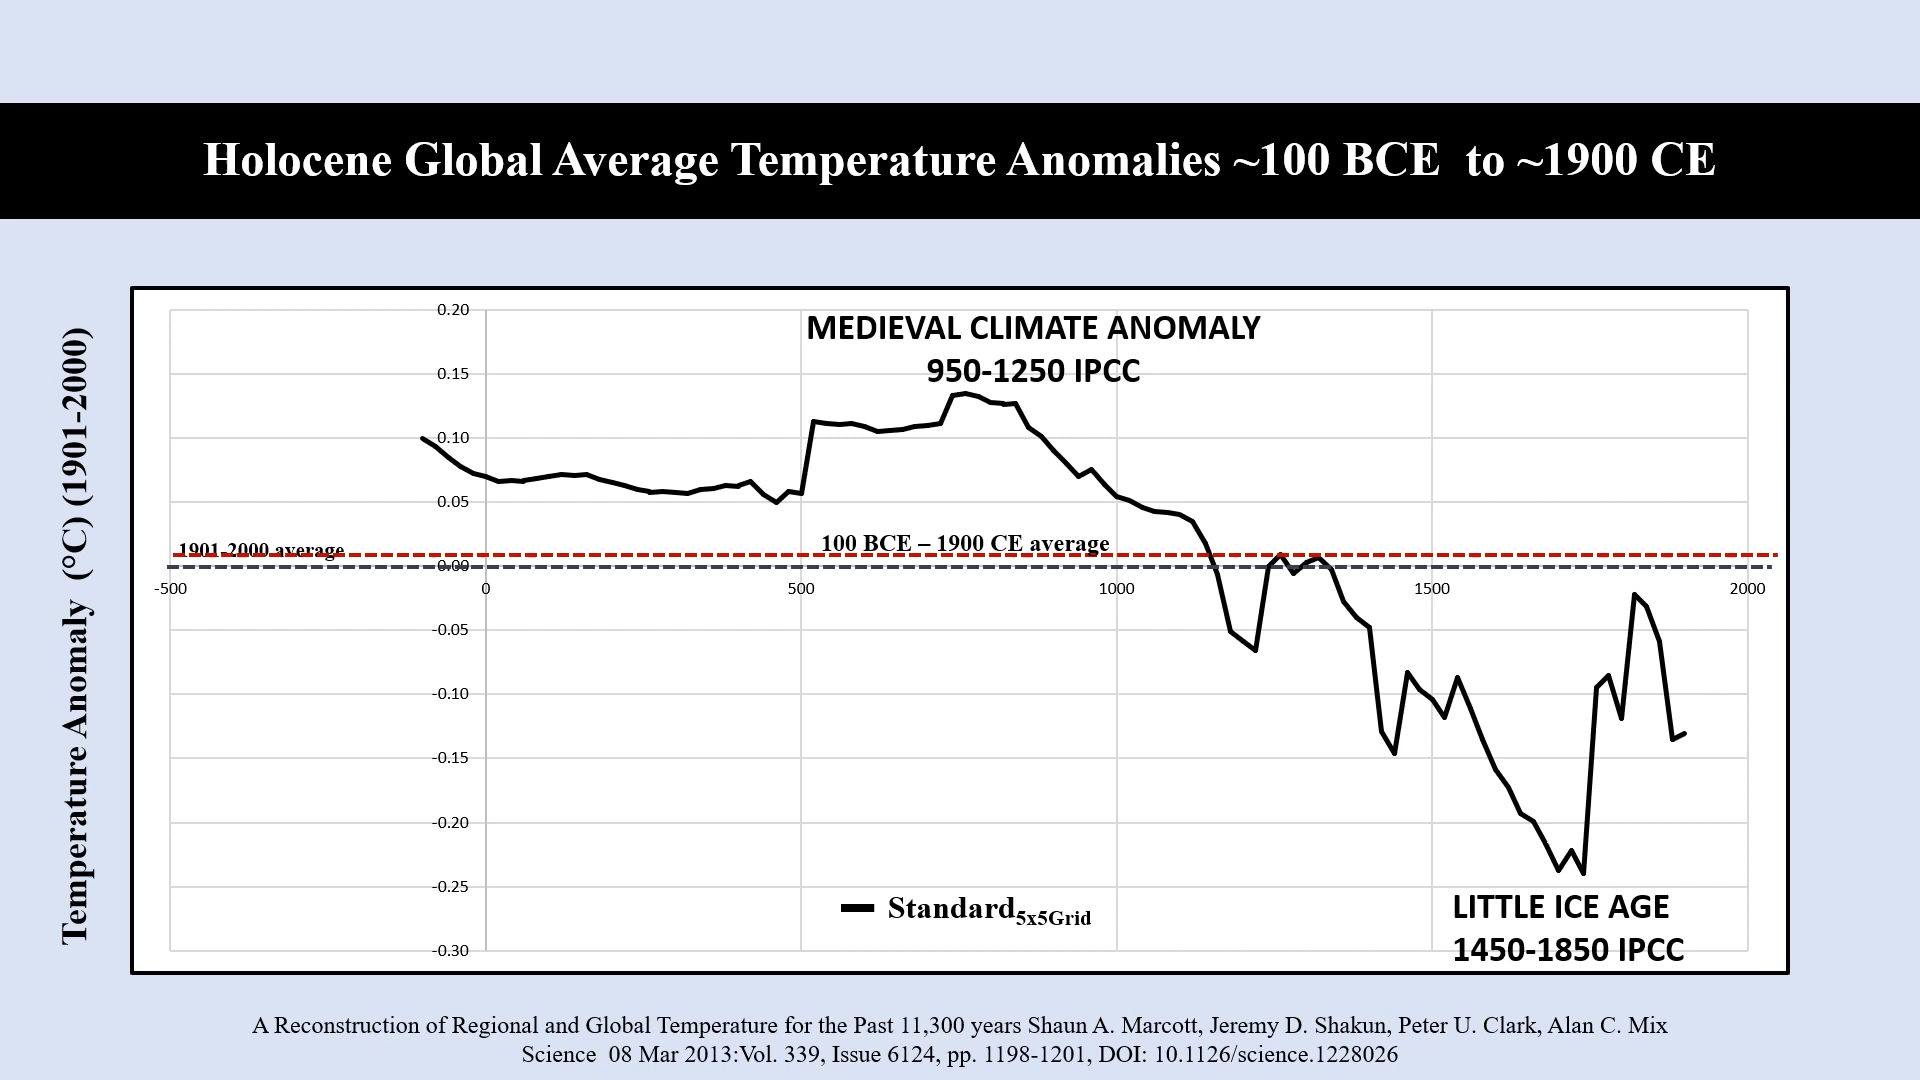 Holocene Global Average Temperature Anomalies ~100 BCE  to ~1900 CE
Temperature Anomaly  (°C) (1901-2000)
0.20
0.15
0.10
0.05
0.00
-0.05
-0.10
-0.15
-0.20
-0.25
-0.30
MEDIEVAL CLIMATE ANOMALY
950-1250 IPCC
1901-2000 average
100 BCE – 1900 CE average
-500
0
500
1000
1500
2000
Standard5x5Grid
LITTLE ICE AGE
1450-1850 IPCC
A Reconstruction of Regional and Global Temperature for the Past 11,300 years Shaun A. Marcott, Jeremy D. Shakun, Peter U. Clark, Alan C. Mix
Science  08 Mar 2013:Vol. 339, Issue 6124, pp. 1198-1201, DOI: 10.1126/science.1228026